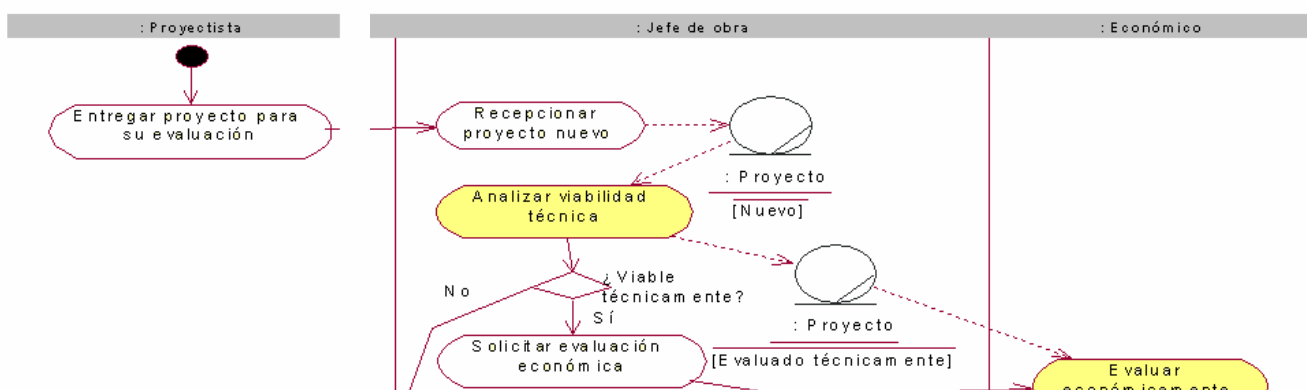 : Proyectista
: Jefe de obra
: Económico
Entregar proyecto para
su evaluación
Recepcionar
proyecto nuevo
: Proyecto
[Nuevo]
Analizar viabilidad
técnica
¿Viable
técnicamente?
No
Sí
: Proyecto
[Evaluado técnicamente]
Solicitar evaluación
económica
Evaluar
económicamente